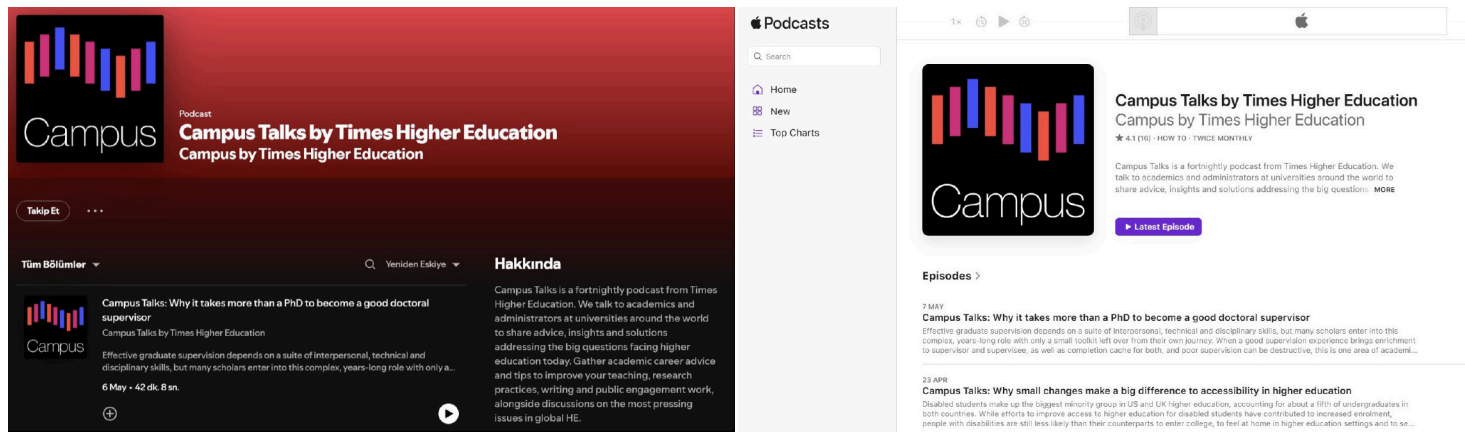 Campus
Podcast
Campus Talks by Times Higher Education
Campus by Times Higher Education
Takip Et
Tüm Bölümler
Yeniden Eskiye
Campus
Campus Talks: Why it takes more than a PhD to become a good doctoral
supervisor
Campus Talks by Times Higher Education
Effective graduate supervision depends on a suite of interpersonal, technical and
disciplinary skills, but many scholars enter into this complex, years-long role with only a...
6 May • 42 dk. 8 sn.
Hakkında
Campus Talks is a fortnightly podcast from Times
Higher Education. We talk to academics and
administrators at universities around the world
to share advice, insights and solutions
addressing the big questions facing higher
education today. Gather academic career advice
and tips to improve your teaching, research
practices, writing and public engagement work,
alongside discussions on the most pressing
issues in global HE.
Podcasts
Search
Home
New
Top Charts
1×
Campus
Campus Talks by Times Higher Education
Campus by Times Higher Education
★ 4.1 (16) · HOW TO · TWICE MONTHLY
Campus Talks is a fortnightly podcast from Times Higher Education. We
talk to academics and administrators at universities around the world to
share advice, insights and solutions addressing the big questions MORE
Latest Episode
Episodes
7 MAY
Campus Talks: Why it takes more than a PhD to become a good doctoral supervisor
Effective graduate supervision depends on a suite of interpersonal, technical and disciplinary skills, but many scholars enter into this
complex, years-long role with only a small toolkit left over from their own journey. When a good supervision experience brings enrichment
to supervisor and supervisee, as well as completion cache for both, and poor supervision can be destructive, this is one area of academi...
23 APR
Campus Talks: Why small changes make a big difference to accessibility in higher education
Disabled students make up the biggest minority group in US and UK higher education, accounting for about a fifth of undergraduates in
both countries. While efforts to improve access to higher education for disabled students have contributed to increased enrolment,
people with disabilities are still less likely than their counterparts to enter college, to feel at home in higher education settings and to se...